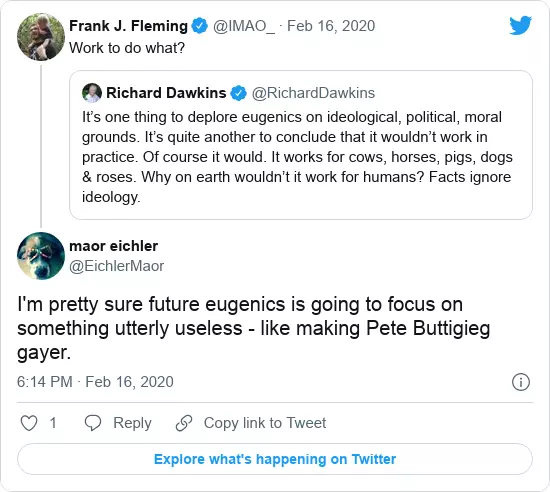 Frank J. Fleming @IMAO_ · Feb 16, 2020
Work to do what?
Richard Dawkins @RichardDawkins
It’s one thing to deplore eugenics on ideological, political, moral
grounds. It’s quite another to conclude that it wouldn’t work in
practice. Of course it would. It works for cows, horses, pigs, dogs
& roses. Why on earth wouldn’t it work for humans? Facts ignore
ideology.
maor eichler
@EichlerMaor
I'm pretty sure future eugenics is going to focus on
something utterly useless - like making Pete Buttigieg
gayer.
6:14 PM · Feb 16, 2020
1 Reply Copy link to Tweet
Explore what's happening on Twitter